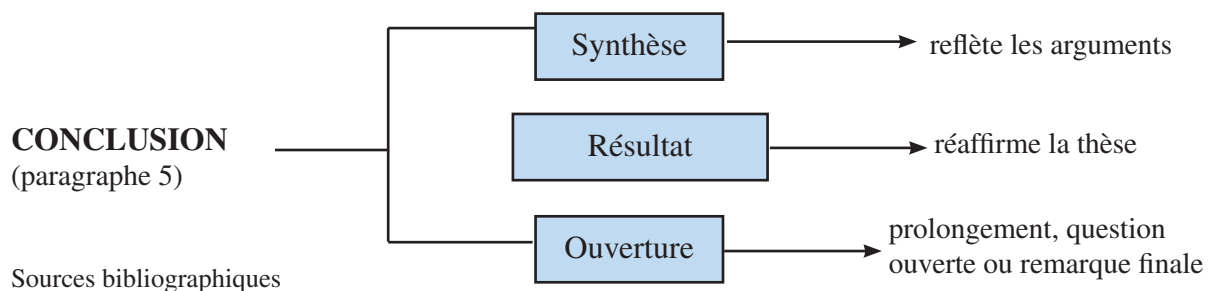 Synthèse
reflète les arguments
CONCLUSION
(paragraphe 5)
Résultat
réaffirme la thèse
Ouverture
prolongement, question
ouverte ou remarque finale
Sources bibliographiques